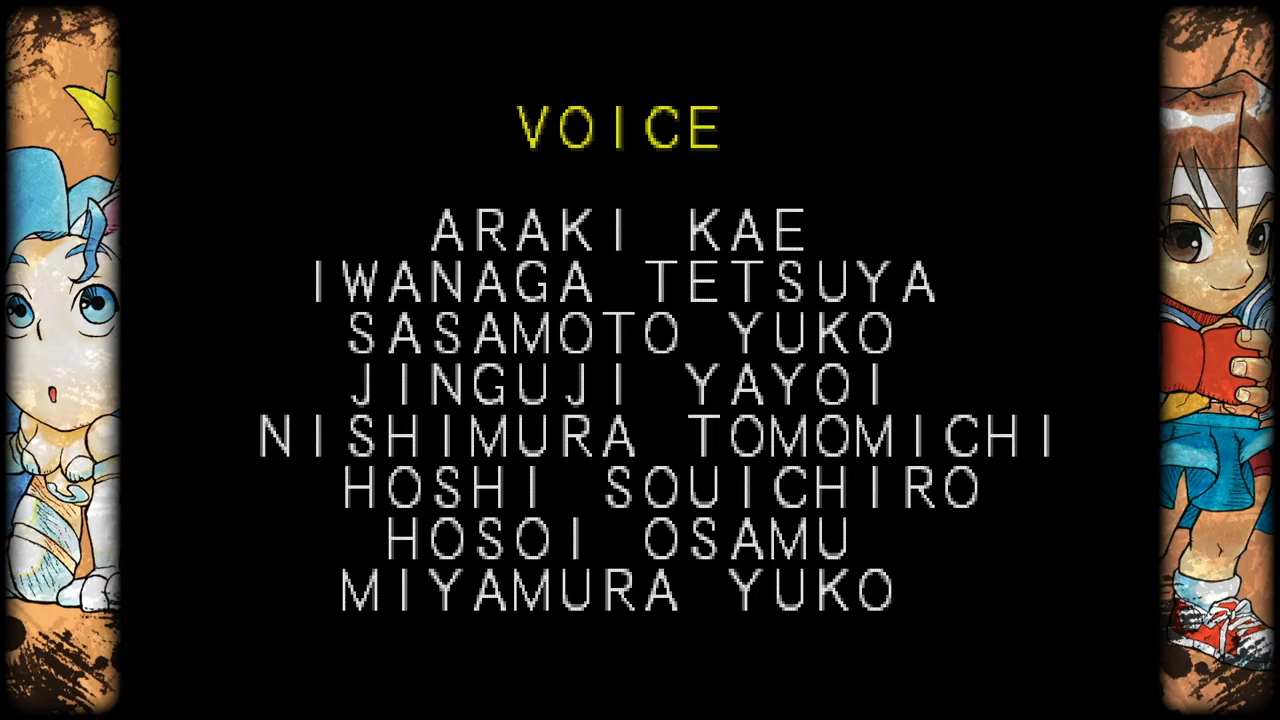 VOICE
ARAKI KAE
IWANAGA TETSUYA
SASAMOTO YUKO
JINGUJI YAYOI
NISHIMURA TOMOMICHI
HOSHI SOUICHIRO
HOSOI OSAMU
MIYAMURA YUKO